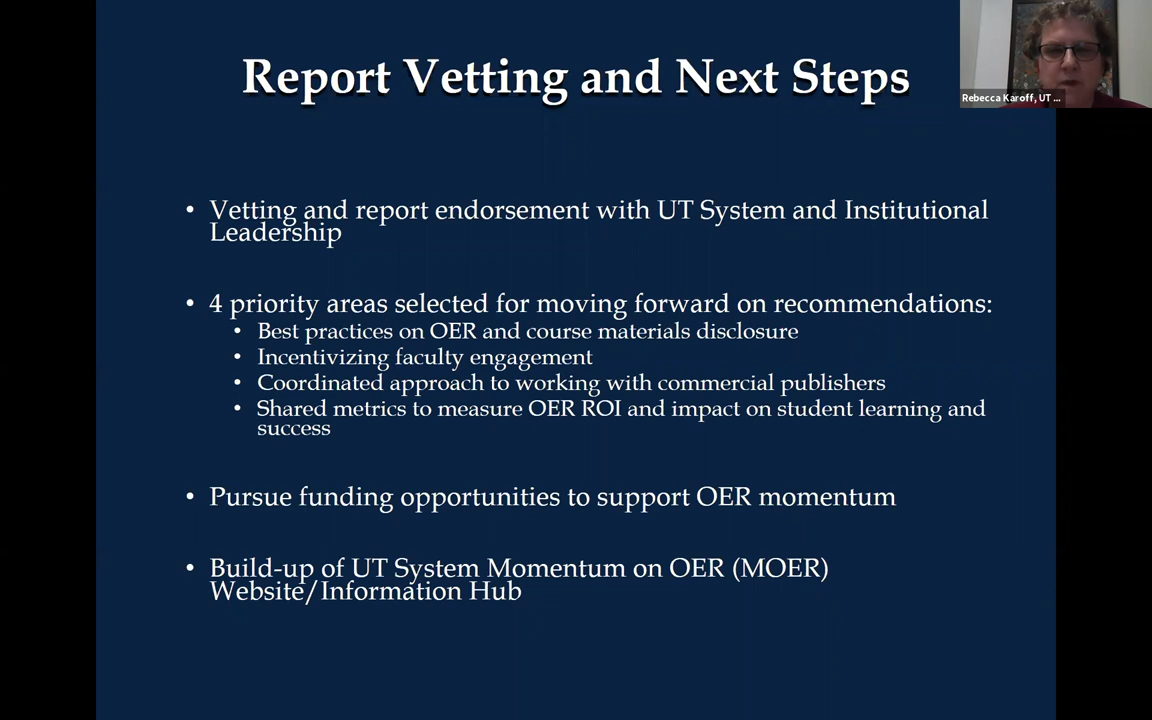 Report Vetting and Next Steps
Rebecca Karoff, UT ...
• Vetting and report endorsement with UT System and Institutional
Leadership
• 4 priority areas selected for moving forward on recommendations:
• Best practices on OER and course materials disclosure
• Incentivizing faculty engagement
• Coordinated approach to working with commercial publishers
• Shared metrics to measure OER ROI and impact on student learning and
success
• Pursue funding opportunities to support OER momentum
• Build-up of UT System Momentum on OER (MOER)
Website/Information Hub